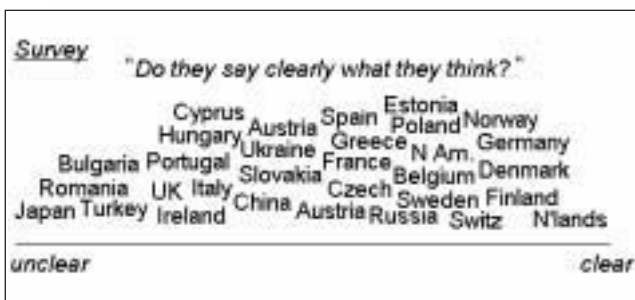 Survey
"Do they say clearly what they think?"
Estonia
Cyprus Austria Spain Poland Norway
Hungary Ukraine Greece N Am. Germany
Bulgaria Portugal Slovakia France Belgium Denmark
Romania UK Italy China Czech Sweden Finland
Japan Turkey Ireland Austria Russia Switz N'lands
unclear clear